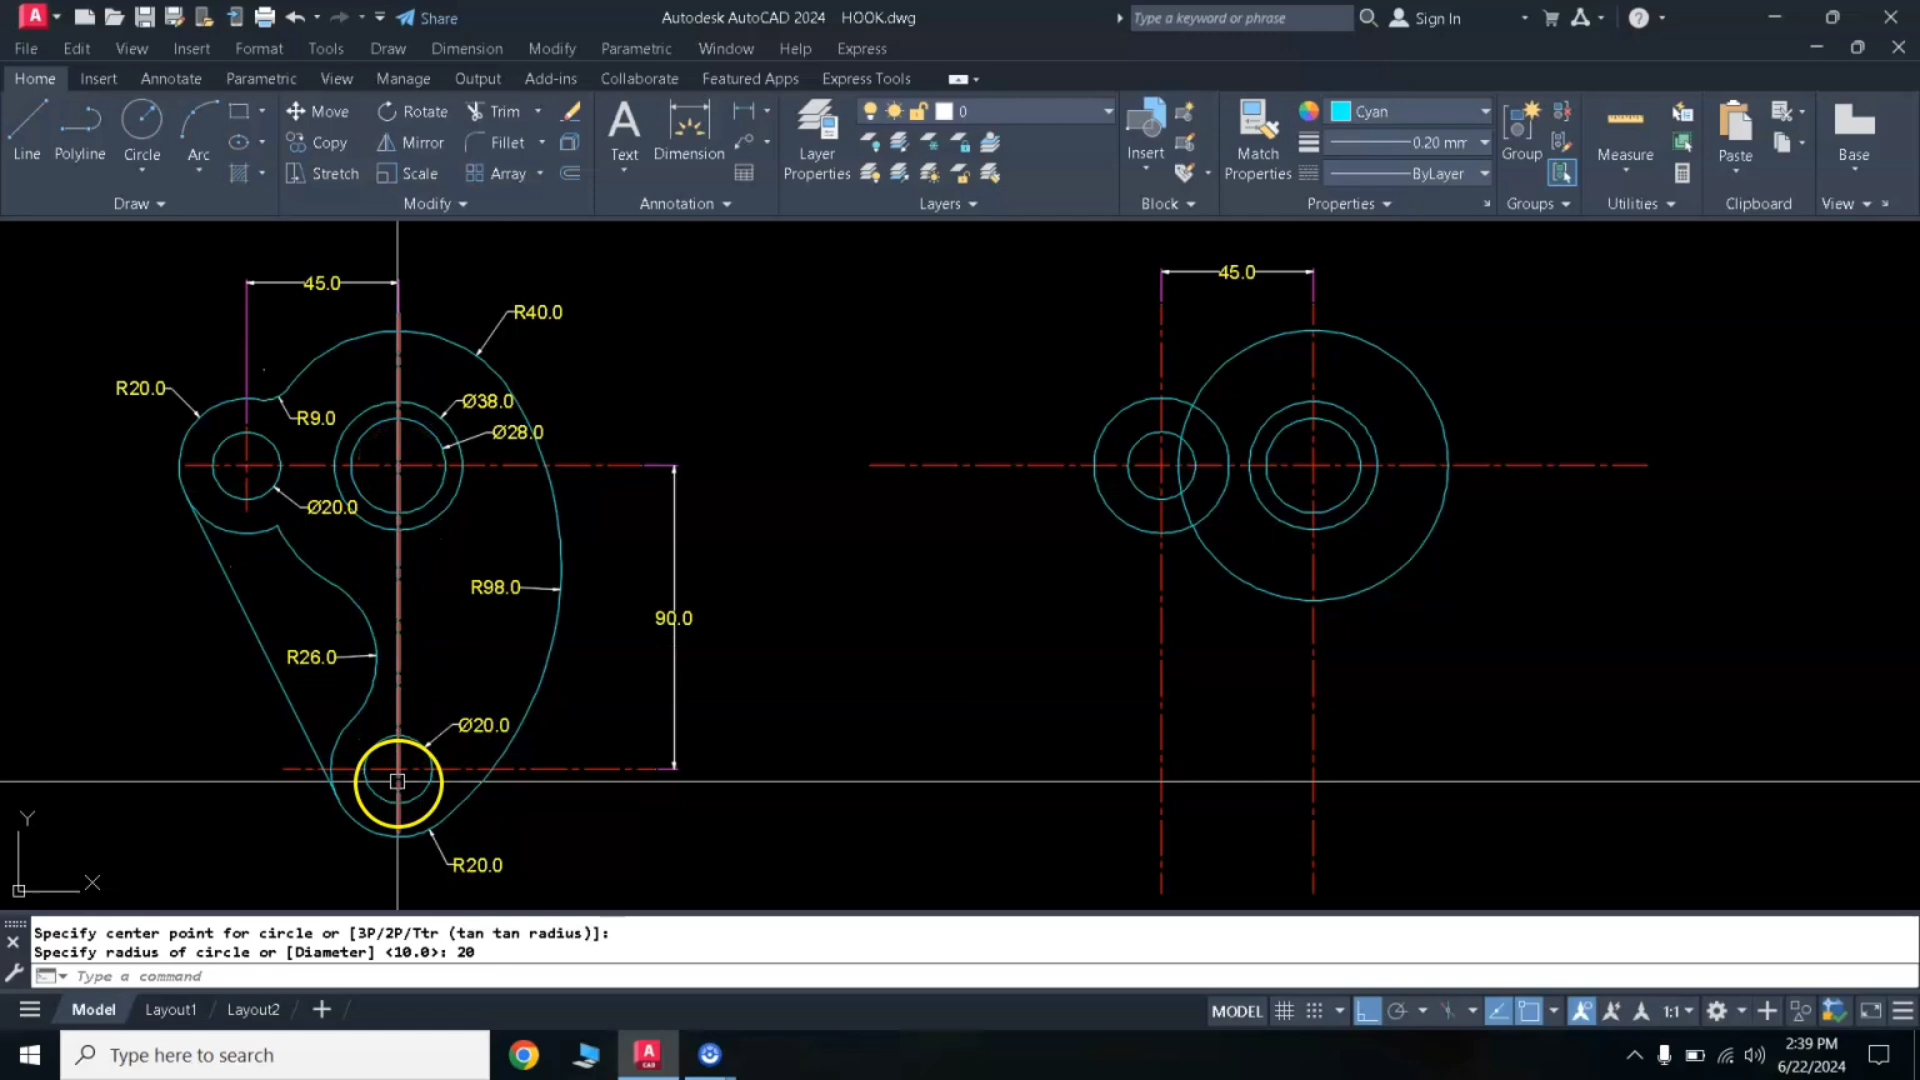 Share
Autodesk AutoCAD 2024 HOOK.dwg
Type a keyword or phrase
Sign In
File Edit View Insert Format Tools Draw Dimension Modify Parametric Window Help Express
Home Insert Annotate Parametric View Manage Output Add-ins Collaborate Featured Apps Express Tools
Move Rotate Trim 0 Cyan
Copy Mirror Fillet 0.20 mm
Line Polyline Circle Arc Text Dimension Layer Properties Insert Match Properties Group Measure Paste Base
Stretch Scale Array ByLayer
Draw Modify Annotation Layers Block Properties Groups Utilities Clipboard View
45.0 45.0
R40.0
R20.0
Ø38.0
R9.0
Ø28.0
Ø20.0
R98.0
90.0
R26.0
Ø20.0
R20.0
Y
X
Specify center point for circle or [3P/2P/Ttr (tan tan radius)]:
Specify radius of circle or [Diameter] <10.0>: 20
Type a command
Model Layout1 Layout2 MODEL 1:1
Type here to search
2:39 PM
6/22/2024